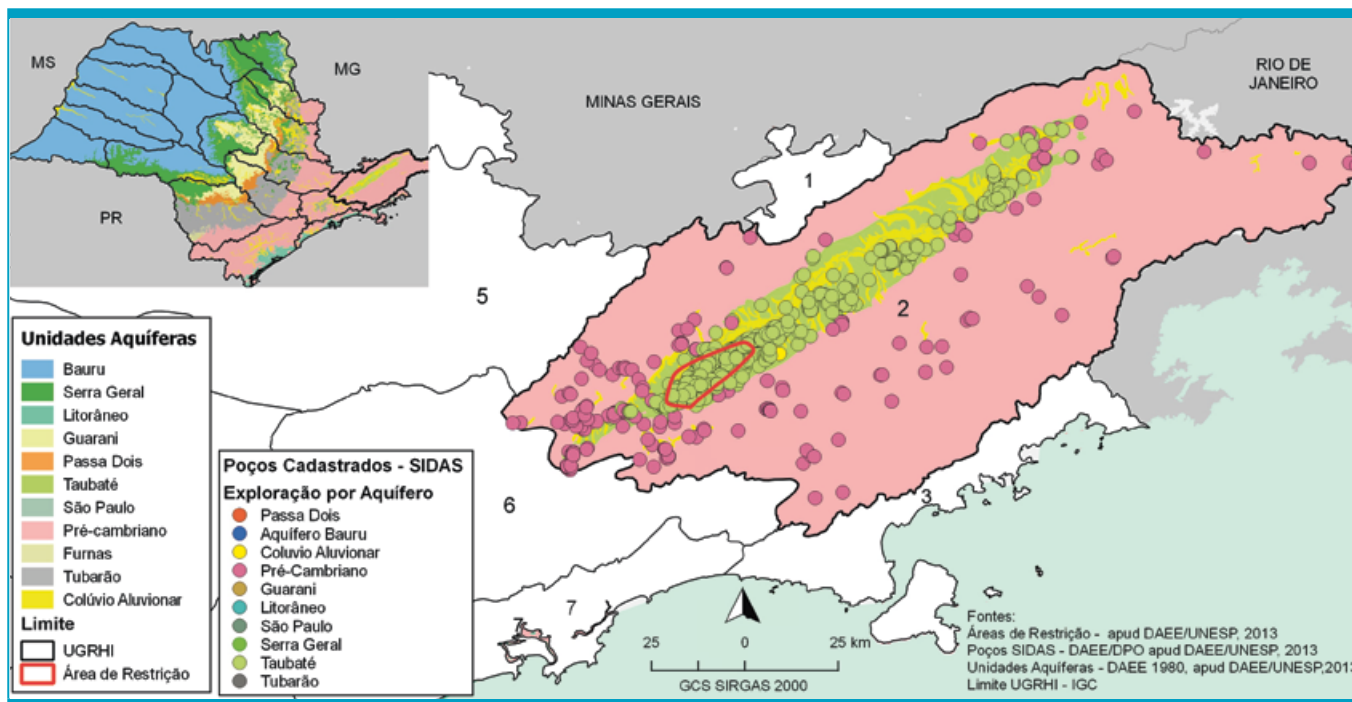 MS
MG
PR
MINAS GERAIS
RIO DE
JANEIRO
1
5
2
6
3
7
7
Unidades Aquíferas
Bauru
Serra Geral
Litorâneo
Guarani
Passa Dois
Taubaté
São Paulo
Pré-cambriano
Furnas
Tubarão
Colúvio Aluvionar
Limite
UGRHI
Área de Restrição
Poços Cadastrados - SIDAS
Exploração por Aquífero
Passa Dois
Aquífero Bauru
Coluvio Aluvionar
Pré-Cambriano
Guarani
Litorâneo
São Paulo
Serra Geral
Taubaté
Tubarão
25 0 25 km
GCS SIRGAS 2000
Fontes:
Áreas de Restrição - apud DAEE/UNESP, 2013
Poços SIDAS - DAEE/DPO apud DAEE/UNESP, 2013
Unidades Aquíferas - DAEE 1980, apud DAEE/UNESP,2013
Limite UGRHI - IGC